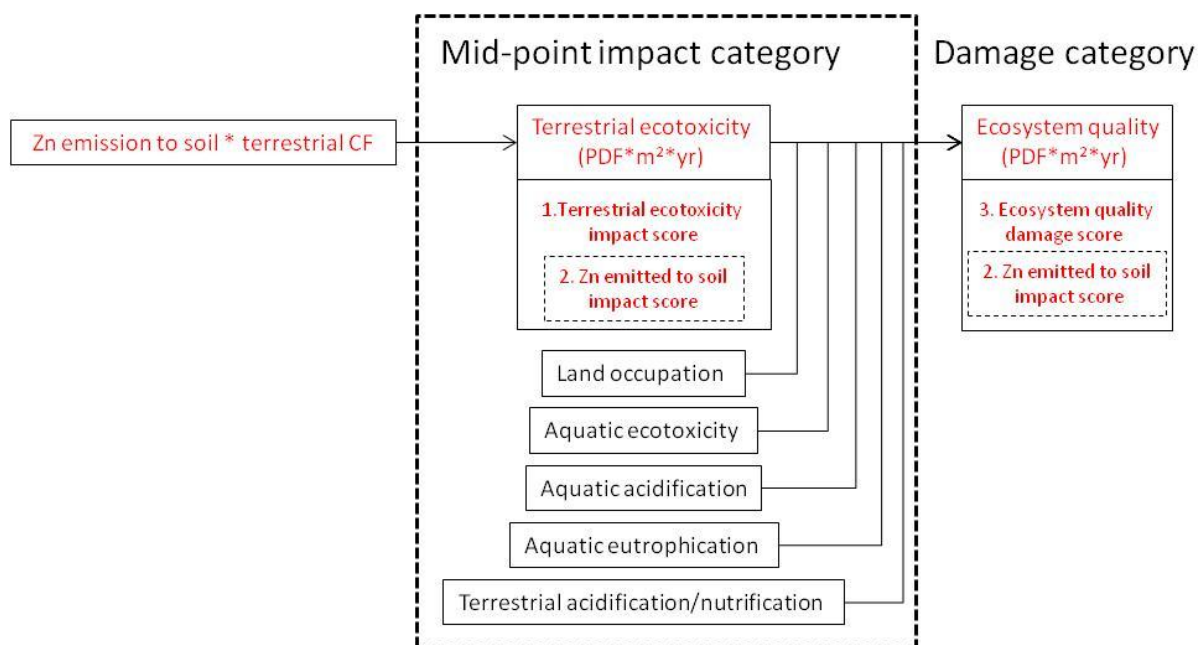 Mid-point impact category
Damage category
Zn emission to soil * terrestrial CF
Terrestrial ecotoxicity
(PDF*m²*yr)
1.Terrestrial ecotoxicity
impact score
2. Zn emitted to soil
impact score
Ecosystem quality
(PDF*m²*yr)
3. Ecosystem quality
damage score
2. Zn emitted to soil
impact score
Land occupation
Aquatic ecotoxicity
Aquatic acidification
Aquatic eutrophication
Terrestrial acidification/nutrification